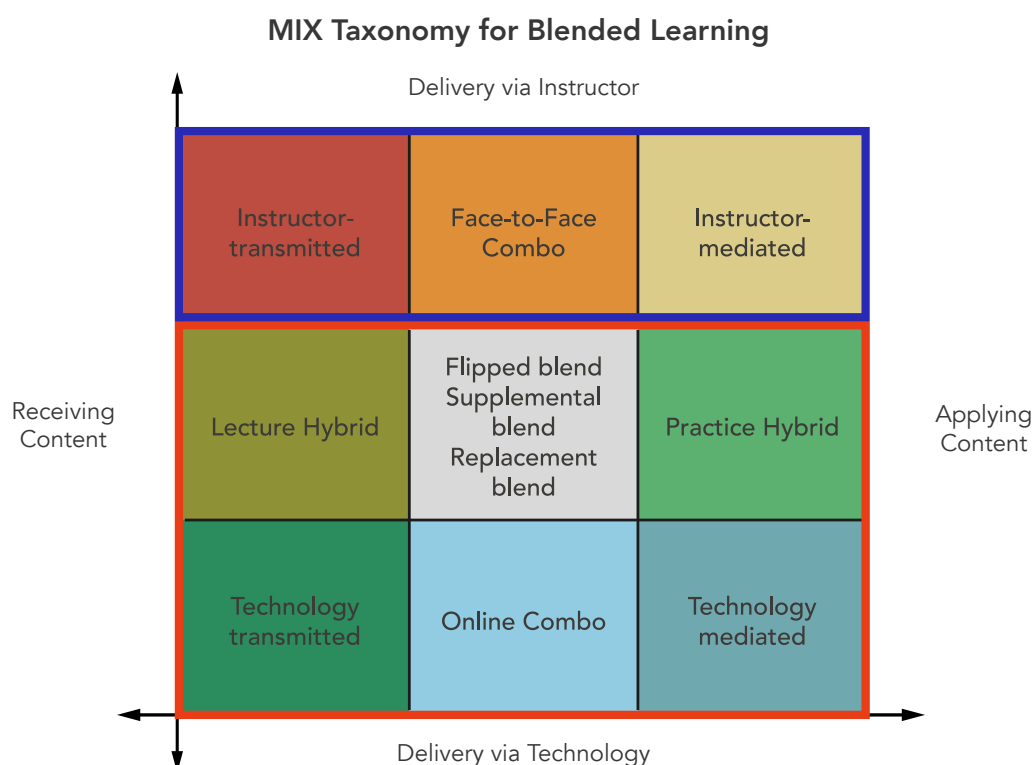 MIX Taxonomy for Blended Learning
Delivery via Instructor
Instructor-
transmitted
Face-to-Face
Combo
Instructor-
mediated
Receiving
Content
Lecture Hybrid
Flipped blend
Supplemental
blend
Replacement
blend
Practice Hybrid
Applying
Content
Technology
transmitted
Online Combo
Technology
mediated
Delivery via Technology